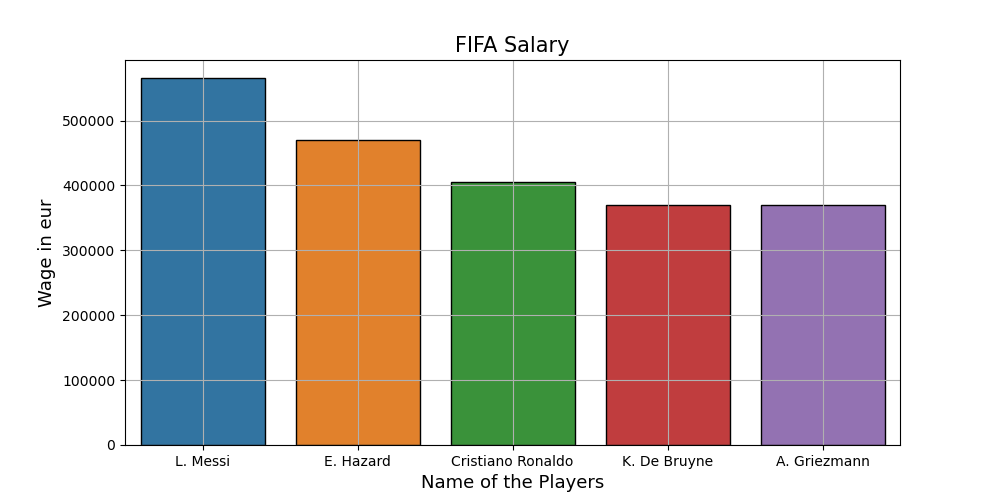 FIFA Salary
Wage in eur
500000
400000
300000
200000
100000
0
L. Messi
E. Hazard
Cristiano Ronaldo
K. De Bruyne
A. Griezmann
Name of the Players